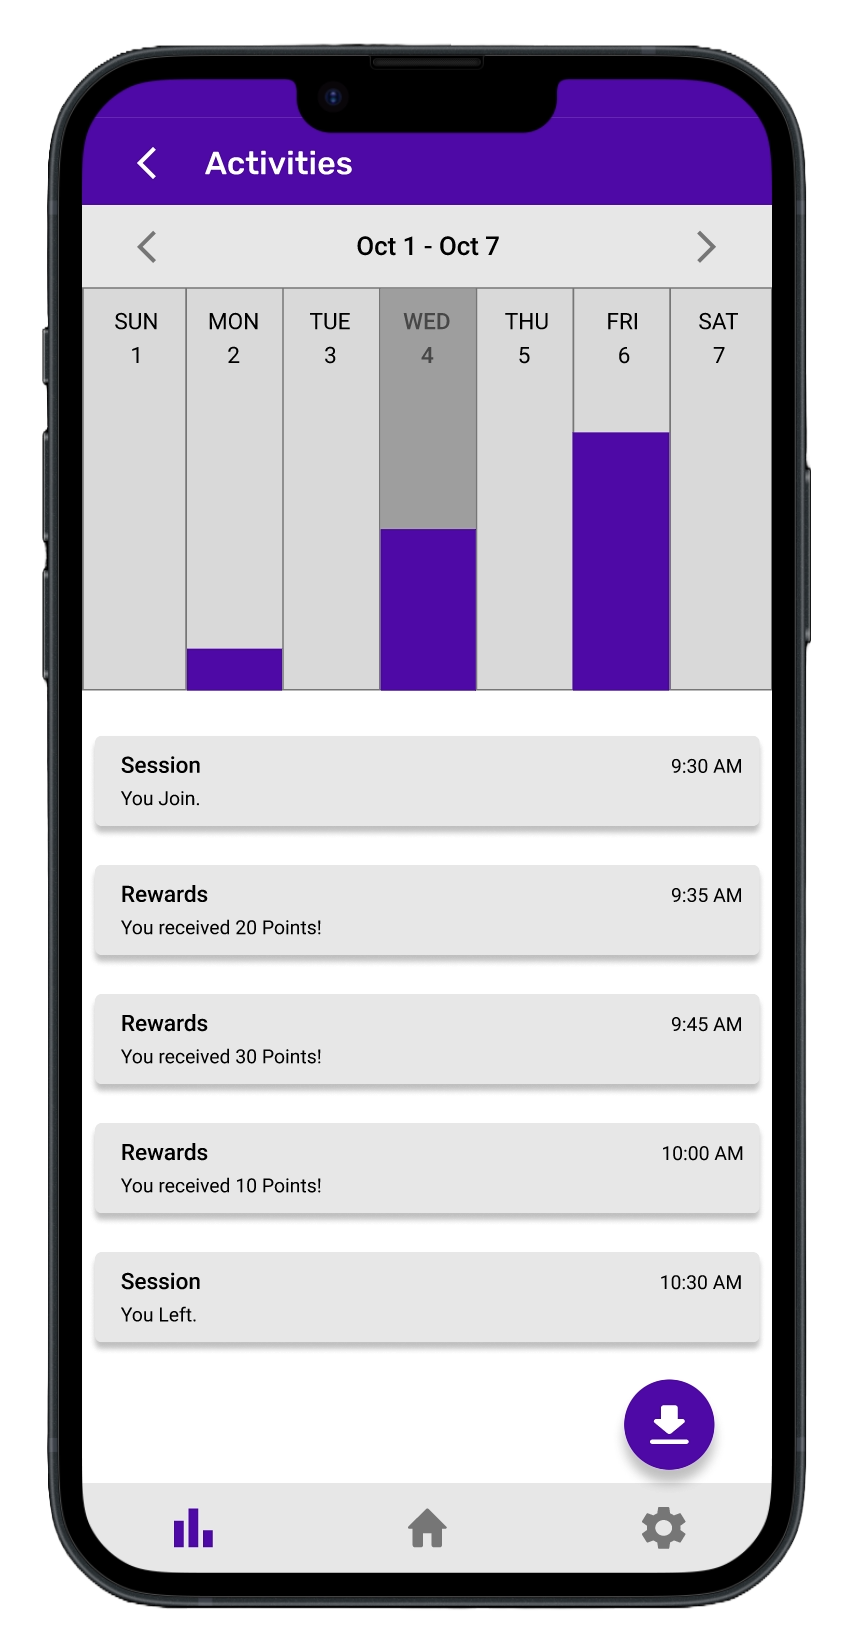 Activities
Oct 1 - Oct 7
SUN MON TUE WED THU FRI SAT
1 2 3 4 5 6 7
Session 9:30 AM
You Join.
Rewards 9:35 AM
You received 20 Points!
Rewards 9:45 AM
You received 30 Points!
Rewards 10:00 AM
You received 10 Points!
Session 10:30 AM
You Left.